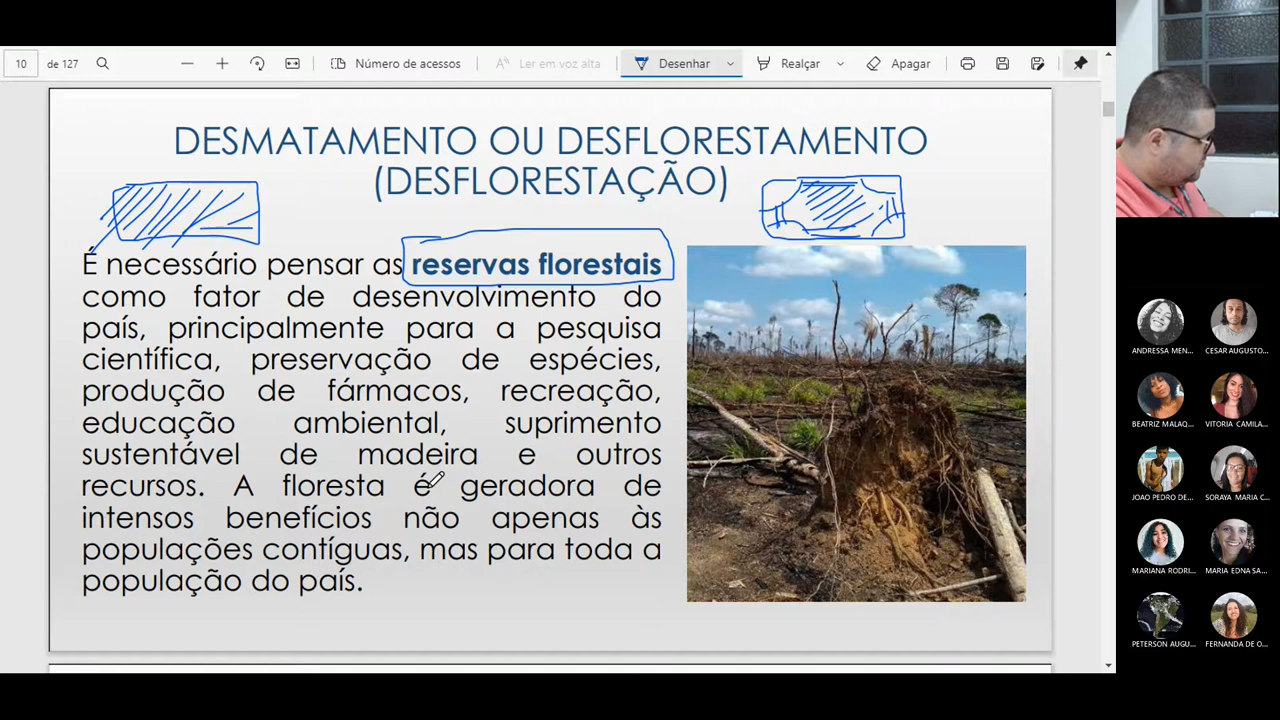 10 de 127
Número de acessos
Ler em voz alta
Desenhar
Realçar
Apagar
DESMATAMENTO OU DESFLORESTAMENTO
(DESFLORESTAÇÃO)
É necessário pensar as reservas florestais
como fator de desenvolvimento do
país, principalmente para a pesquisa
científica, preservação de espécies,
produção de fármacos, recreação,
educação ambiental, suprimento
sustentável de madeira e outros
recursos. A floresta é geradora de
intensos benefícios não apenas às
populações contíguas, mas para toda a
população do país.
ANDRESSA MEN...
CESAR AUGUSTO...
BEATRIZ MALAQ...
VITORIA CAMILA...
JOAO PEDRO DE...
SORAYA MARIA C...
MARIANA RODRI...
MARIA EDNA SA...
PETERSON AUGU...
FERNANDA DE O...